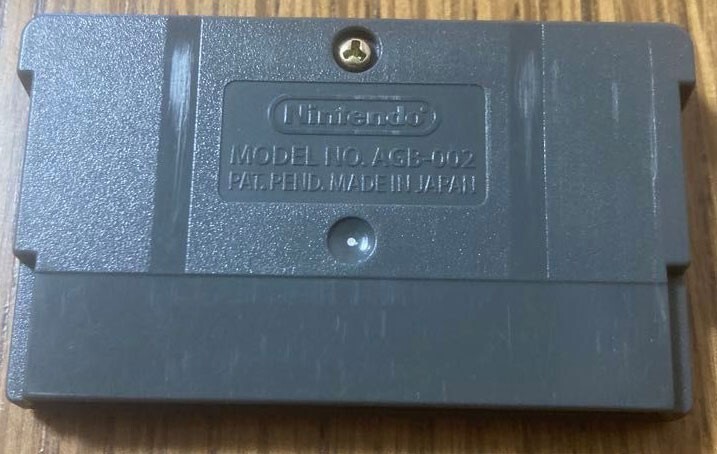 Nintendo®
MODEL NO. AGB-002
PAT. PEND. MADE IN JAPAN